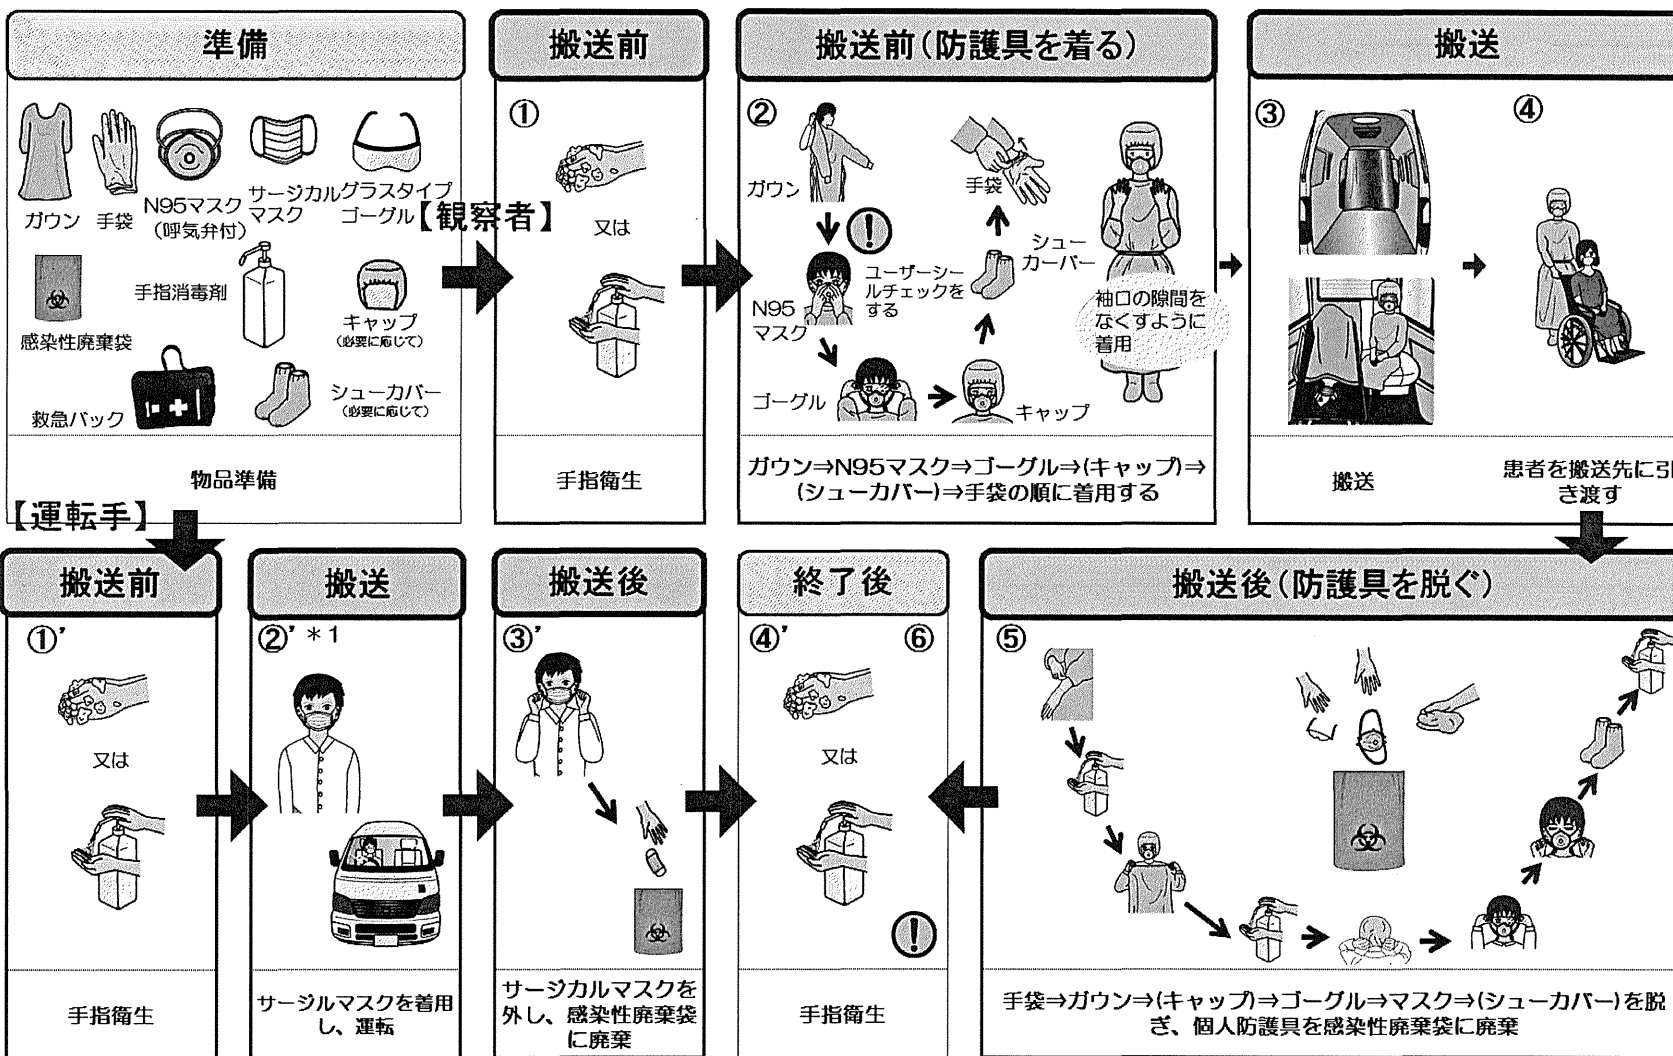 準備
ガウン
手袋
N95マスク
(呼気弁付)
サージカル
マスク
グラスタイプ
ゴーグル
感染性廃棄袋
手指消毒剤
キャップ
(必要に応じて)
救急バック
シューカバー
(必要に応じて)
物品準備
【観察者】
搬送前
①
又は
手指衛生
搬送前(防護具を着る)
②
ガウン
!
N95
マスク
ユーザーシー
ルチェックを
する
ゴーグル
キャップ
シュー
カーバー
手袋
袖口の隙間を
なくすように
着用
ガウン⇒N95マスク⇒ゴーグル⇒(キャップ)⇒
(シューカバー)⇒手袋の順に着用する
搬送
③
④
搬送
患者を搬送先に引
き渡す
【運転手】
搬送前
①'
又は
手指衛生
搬送
②' *1
サージルマスクを着用
し、運転
搬送後
③'
サージカルマスクを
外し、感染性廃棄袋
に廃棄
終了後
④'
⑥
又は
!
手指衛生
搬送後(防護具を脱ぐ)
⑤
手袋⇒ガウン⇒(キャップ)⇒ゴーグル⇒マスク⇒(シューカバー)を脱
ぎ、個人防護具を感染性廃棄袋に廃棄